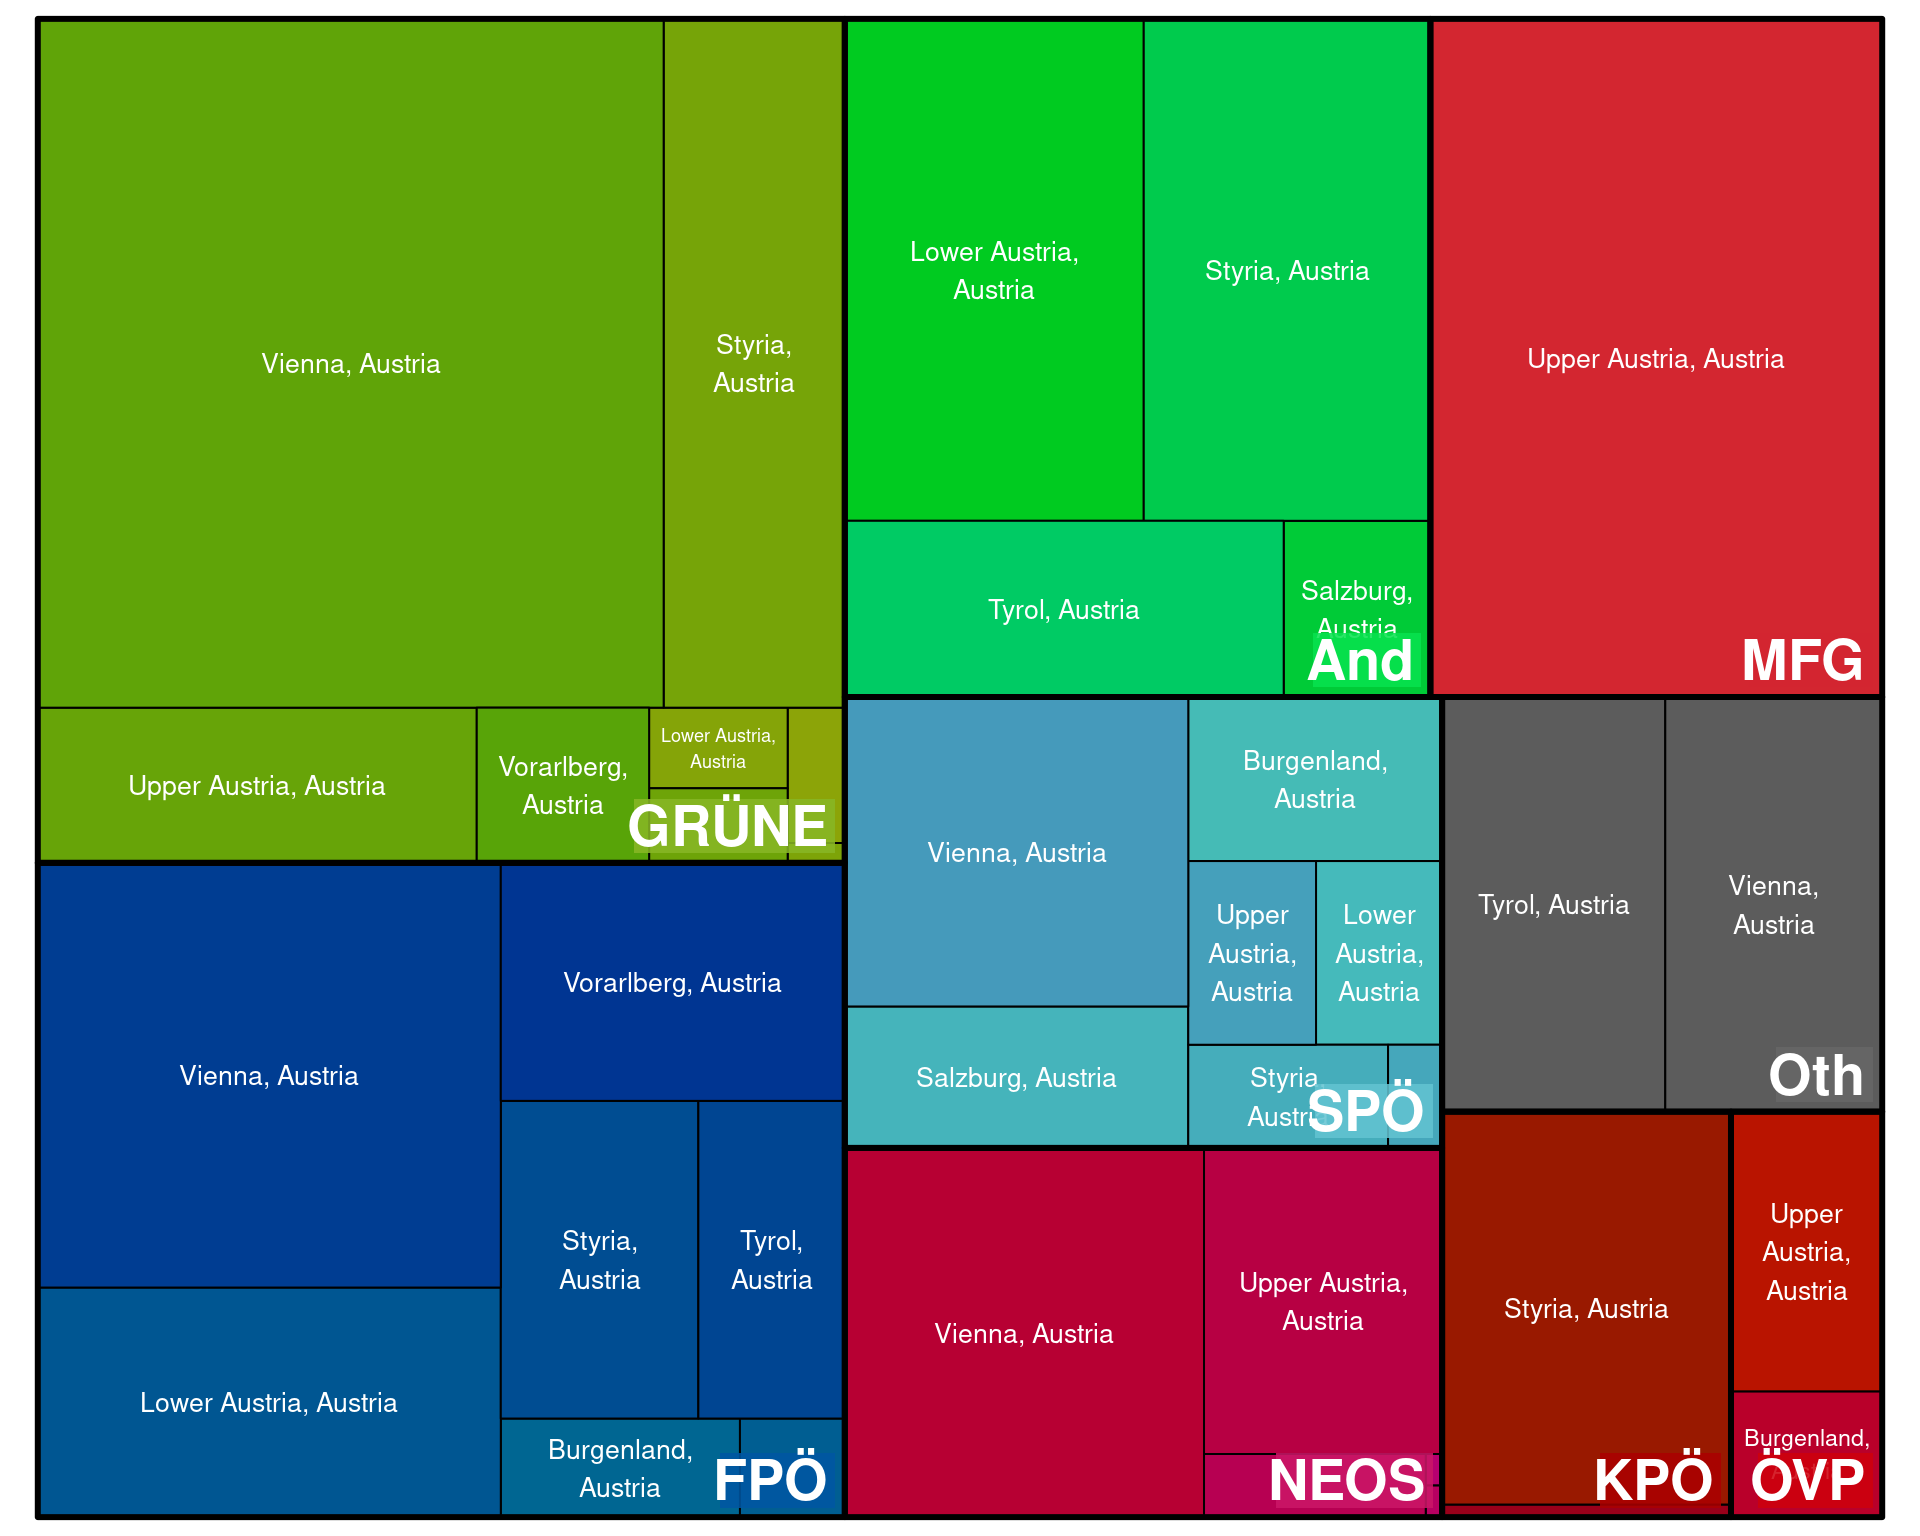 Vienna, Austria
Styria,
Austria
Upper Austria, Austria
Vorarlberg,
Austria
Lower Austria,
Austria
GRÜNE
Vienna, Austria
Lower Austria, Austria
Vorarlberg, Austria
Styria,
Austria
Tyrol,
Austria
Burgenland,
Austria
FPÖ
Lower Austria,
Austria
Styria, Austria
Tyrol, Austria
Salzburg,
Austria
And
Upper Austria, Austria
MFG
Vienna, Austria
Salzburg, Austria
Burgenland,
Austria
Upper
Austria,
Austria
Lower
Austria,
Austria
Styria,
Austria
SPÖ
Vienna, Austria
Upper Austria,
Austria
NEOS
Tyrol, Austria
Vienna,
Austria
Oth
Styria, Austria
KPÖ
Upper
Austria,
Austria
Burgenland,
ÖVP